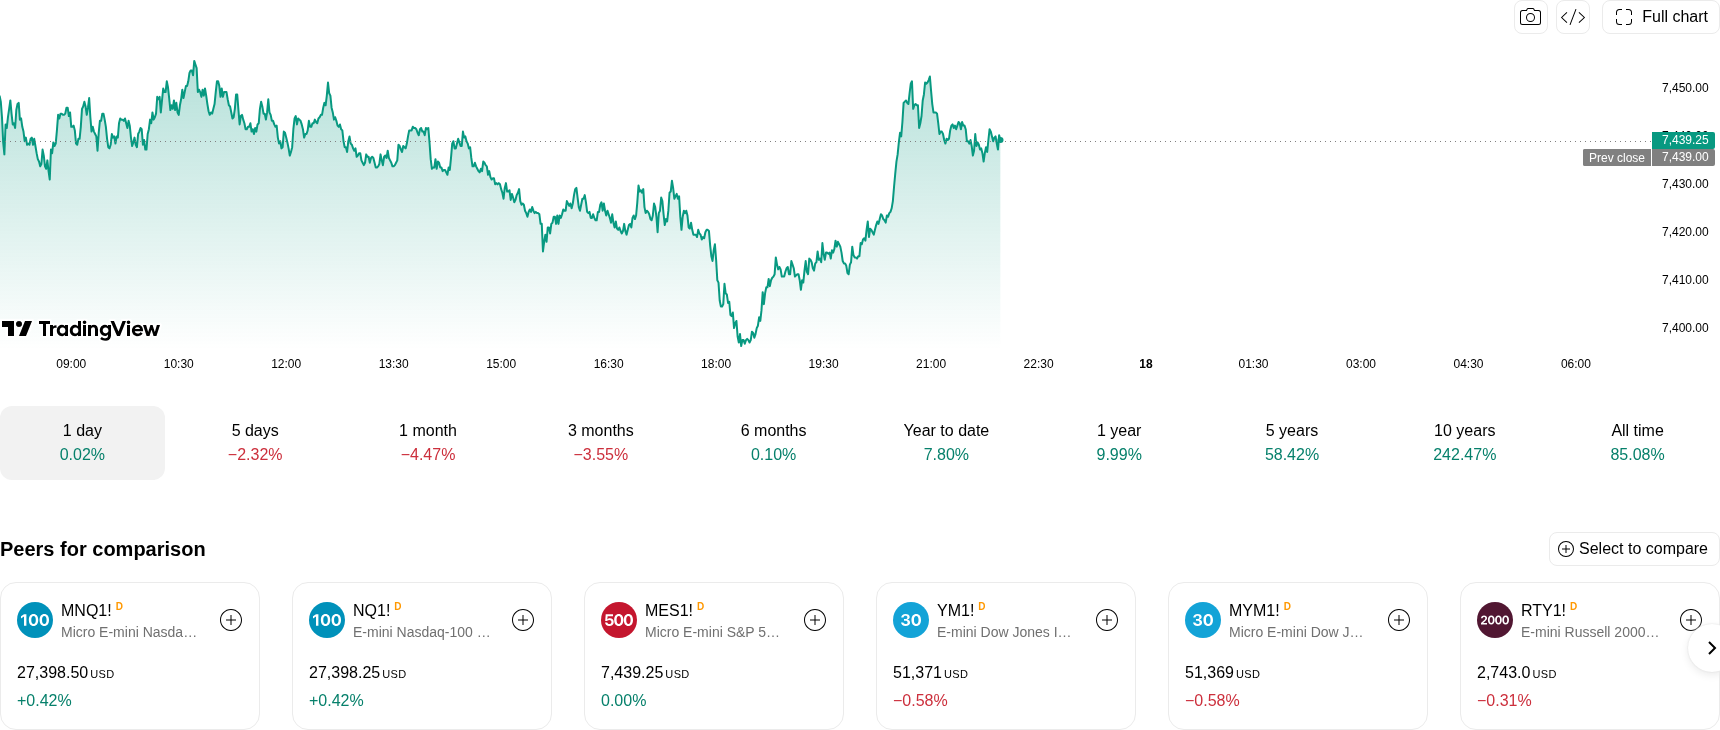 Full chart
7,450.00
7,439.25
Prev close 7,439.00
7,430.00
7,420.00
7,410.00
7,400.00
TradingView
09:00 10:30 12:00 13:30 15:00 16:30 18:00 19:30 21:00 22:30 18 01:30 03:00 04:30 06:00
1 day 5 days 1 month 3 months 6 months Year to date 1 year 5 years 10 years All time
0.02% −2.32% −4.47% −3.55% 0.10% 7.80% 9.99% 58.42% 242.47% 85.08%
Peers for comparison
Select to compare
100 MNQ1! D
Micro E-mini Nasda…
27,398.50 USD
+0.42%
100 NQ1! D
E-mini Nasdaq-100 …
27,398.25 USD
+0.42%
500 MES1! D
Micro E-mini S&P 5…
7,439.25 USD
0.00%
30 YM1! D
E-mini Dow Jones I…
51,371 USD
−0.58%
30 MYM1! D
Micro E-mini Dow J…
51,369 USD
−0.58%
2000 RTY1! D
E-mini Russell 2000…
2,743.0 USD
−0.31%